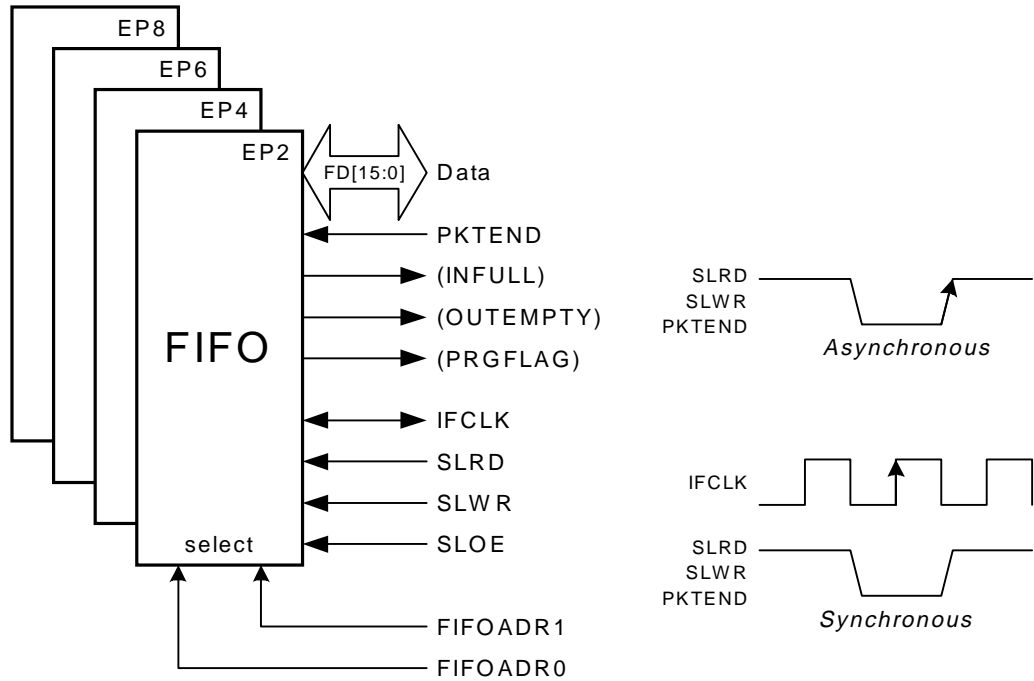 EP8
EP6
EP4
EP2
FD[15:0]
Data
PKTEND
(INFULL)
(OUTEMPTY)
(PRGFLAG)
FIFO
IFCLK
SLRD
SLWR
SLOE
select
FIFOADR1
FIFOADR0
SLRD
SLWR
PKTEND
Asynchronous
IFCLK
SLRD
SLWR
PKTEND
Synchronous